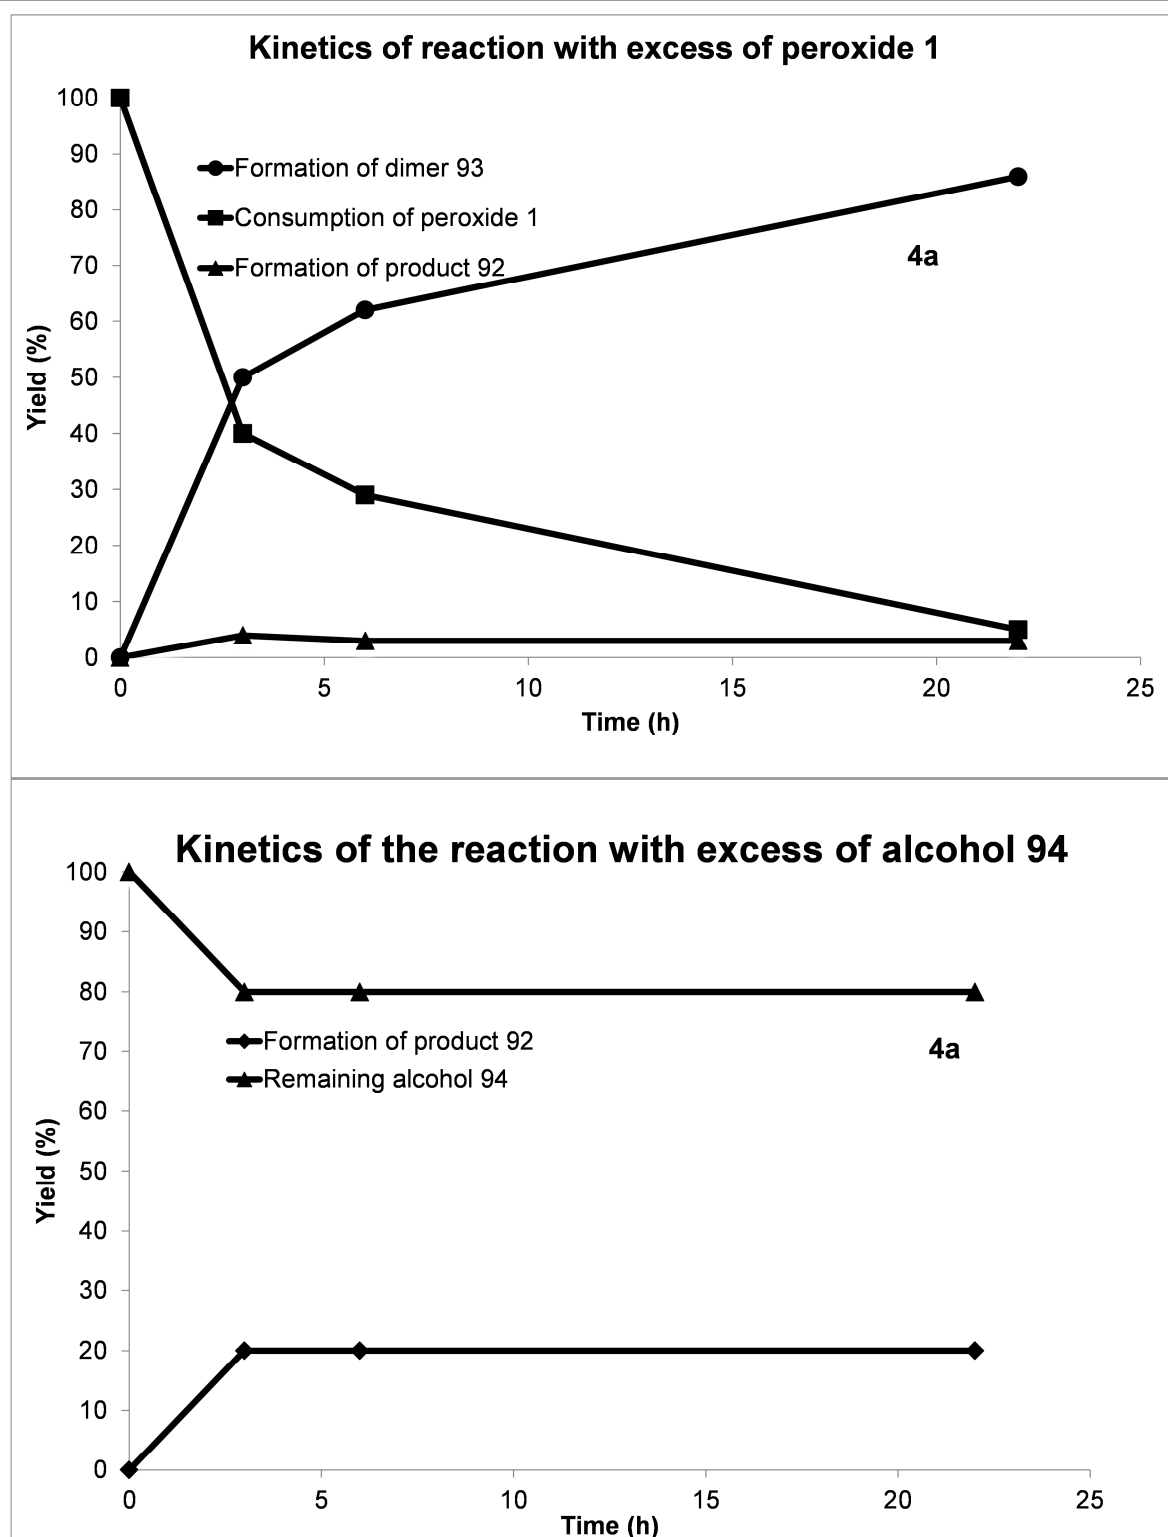 Kinetics of reaction with excess of peroxide 1
100
90
Formation of dimer 93
80
Consumption of peroxide 1
70
Formation of product 92
4a
60
50
40
30
20
10
0
Yield (%)
0 5 10 15 20 25
Time (h)
Kinetics of the reaction with excess of alcohol 94
100
90
80
Formation of product 92
70
4a
Remaining alcohol 94
60
50
40
30
20
10
0
Yield (%)
0 5 10 15 20 25
Time (h)